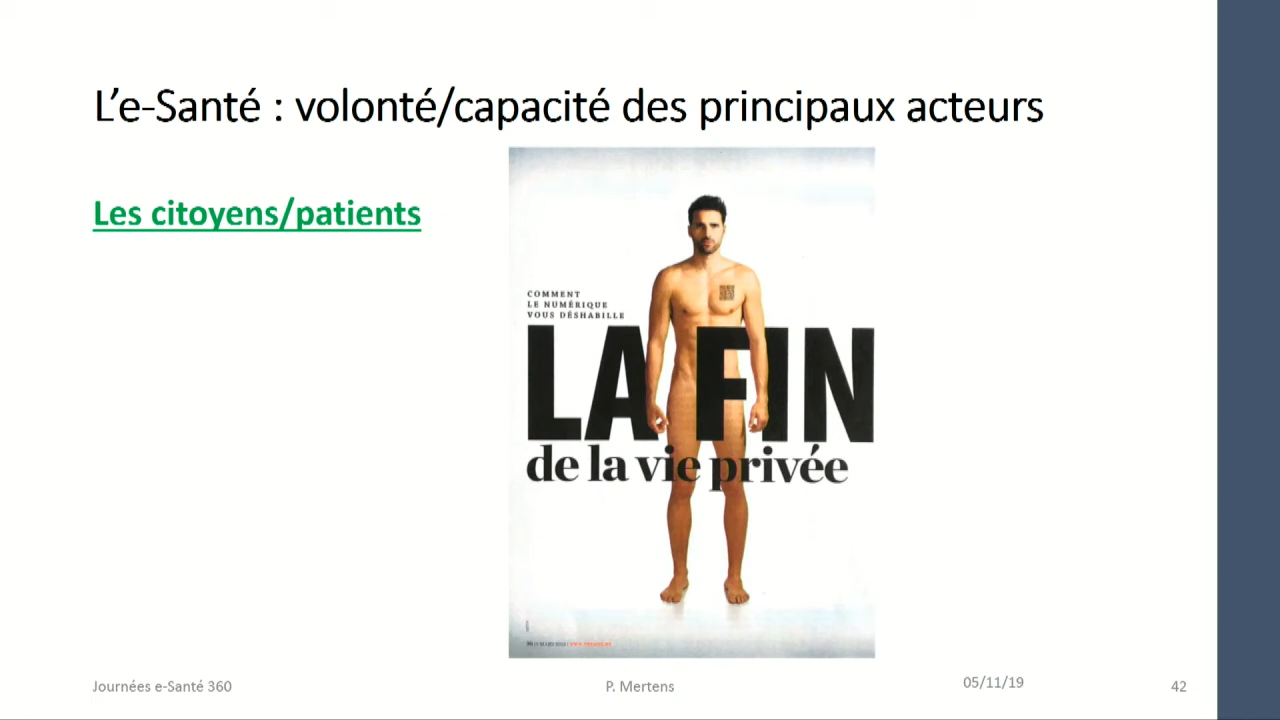 L’e-Santé : volonté/capacité des principaux acteurs
Les citoyens/patients
COMMENT
LE NUMÉRIQUE
VOUS DÉSHABILLE
LA FIN
de la vie privée
Journées e-Santé 360
P. Mertens
05/11/19
42